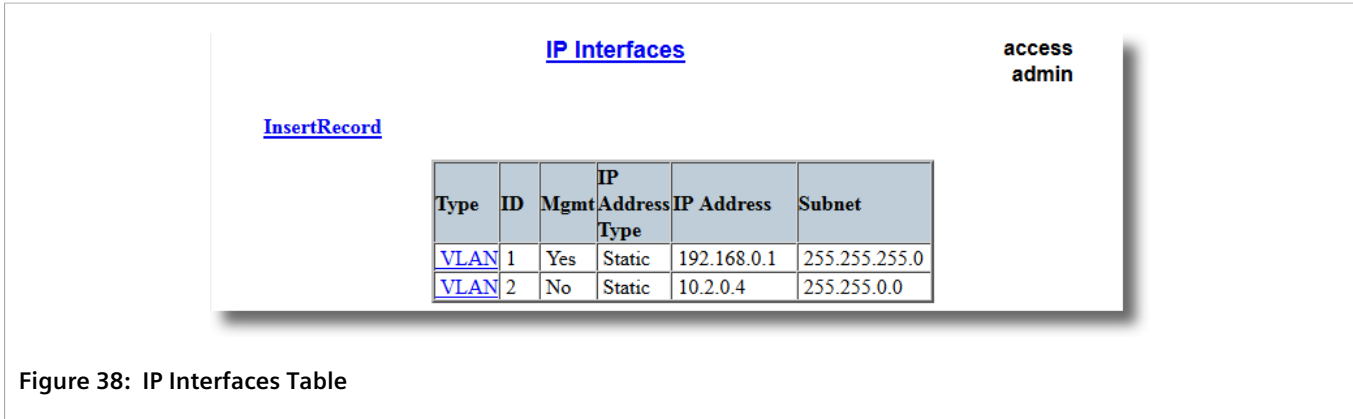 IP Interfaces
access
admin
InsertRecord
Type ID Mgmt IP Address Type IP Address Subnet
VLAN 1 Yes Static 192.168.0.1 255.255.255.0
VLAN 2 No Static 10.2.0.4 255.255.0.0
Figure 38: IP Interfaces Table